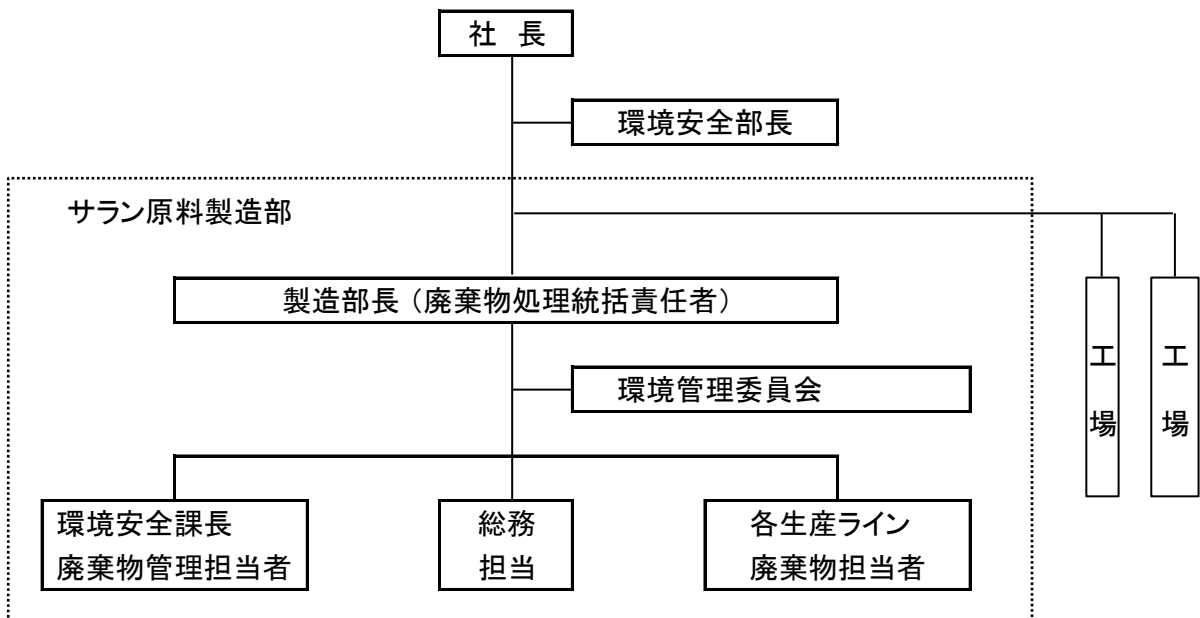 社 長
環境安全部長
サラン原料製造部
製造部長（廃棄物処理統括責任者）
環境管理委員会
工場
工場
環境安全課長
廃棄物管理担当者
総務
担当
各生産ライン
廃棄物担当者